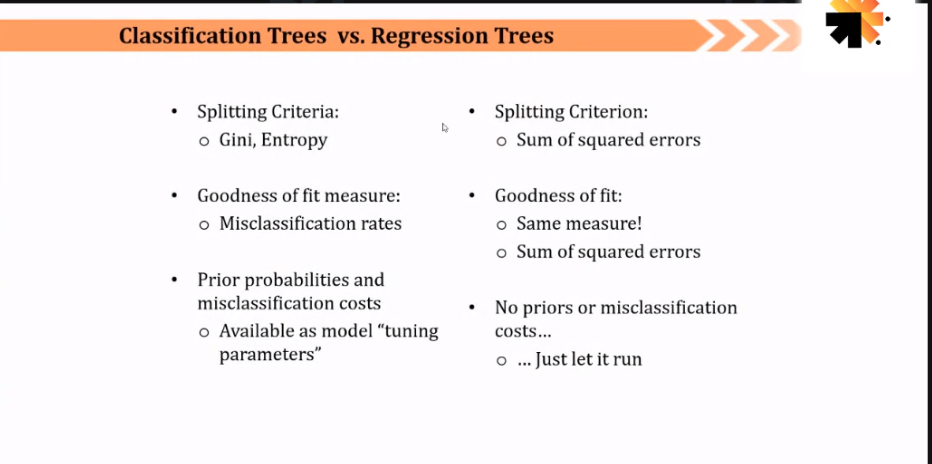 Classification Trees vs. Regression Trees
• Splitting Criteria:
o Gini, Entropy
• Goodness of fit measure:
o Misclassification rates
• Prior probabilities and
misclassification costs
o Available as model “tuning
parameters”
• Splitting Criterion:
o Sum of squared errors
• Goodness of fit:
o Same measure!
o Sum of squared errors
• No priors or misclassification
costs...
o ... Just let it run